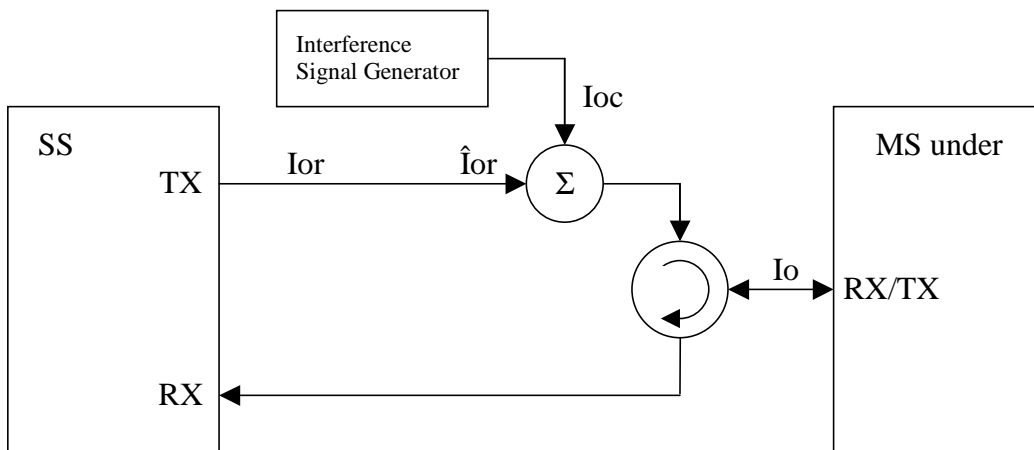 Interference
Signal Generator
Ioc
SS
MS under
TX
Ior
Îor
Σ
Io
RX/TX
RX